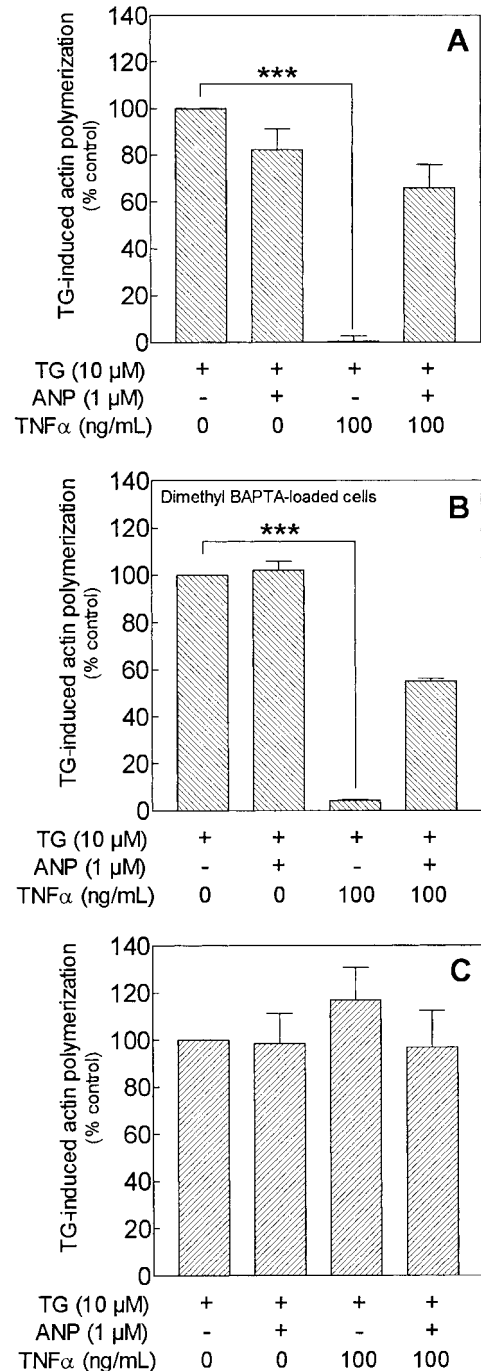 A
TG-induced actin polymerization
(% control)
140
120
100
80
60
40
20
0
***
TG (10 µM) + + + +
ANP (1 µM) - + - +
TNFα (ng/mL) 0 0 100 100
B
Dimethyl BAPTA-loaded cells
TG-induced actin polymerization
(% control)
140
120
100
80
60
40
20
0
***
TG (10 µM) + + + +
ANP (1 µM) - + - +
TNFα (ng/mL) 0 0 100 100
C
TG-induced actin polymerization
(% control)
140
120
100
80
60
40
20
0
TG (10 µM) + + + +
ANP (1 µM) - + - +
TNFα (ng/mL) 0 0 100 100